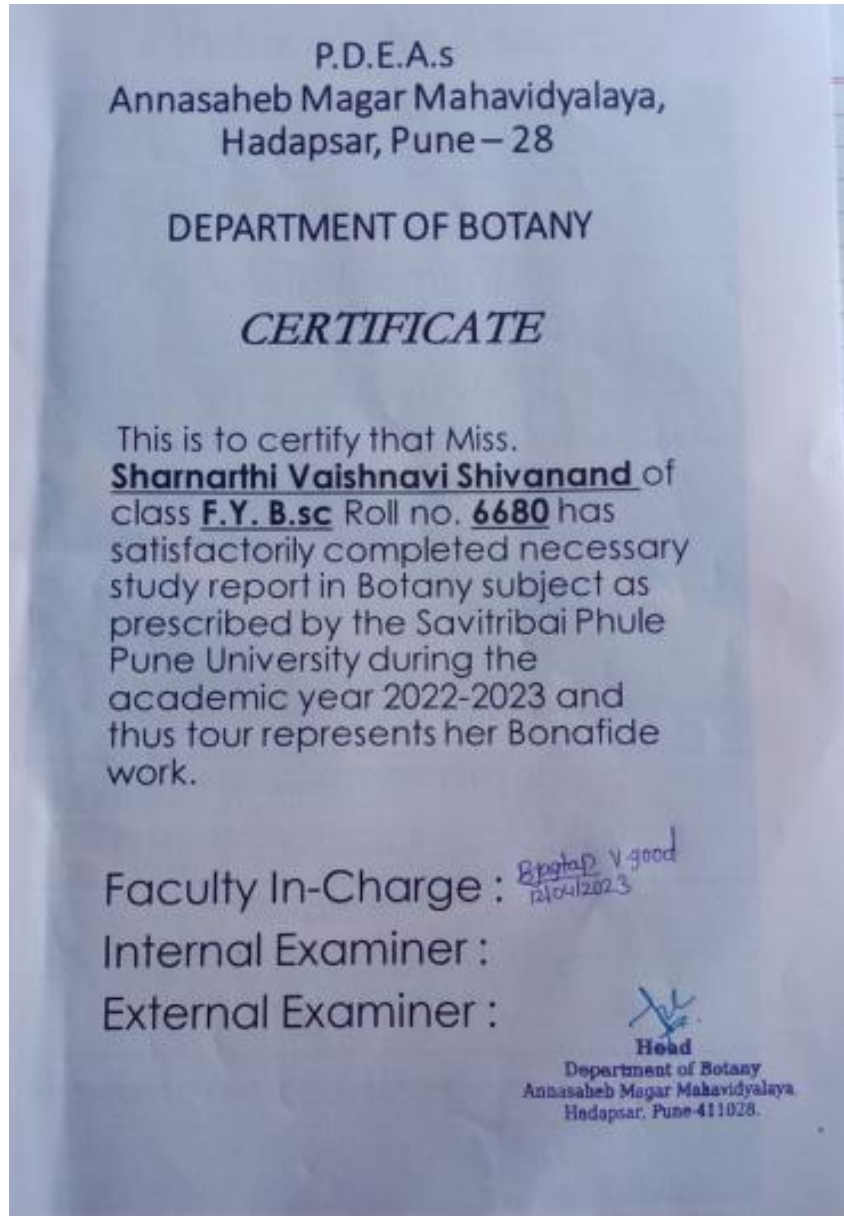 P.D.E.A.s
Annasaheb Magar Mahavidyalaya,
Hadapsar, Pune – 28
DEPARTMENT OF BOTANY
CERTIFICATE
This is to certify that Miss.
Sharnarthi Vaishnavi Shivanand of
class F.Y. B.sc Roll no. 6680 has
satisfactorily completed necessary
study report in Botany subject as
prescribed by the Savitribai Phule
Pune University during the
academic year 2022-2023 and
thus tour represents her Bonafide
work.
Faculty In-Charge : V.good
12/04/2023
Internal Examiner :
External Examiner :
Head
Department of Botany
Annasaheb Magar Mahavidyalaya
Hadapsar, Pune-411028.